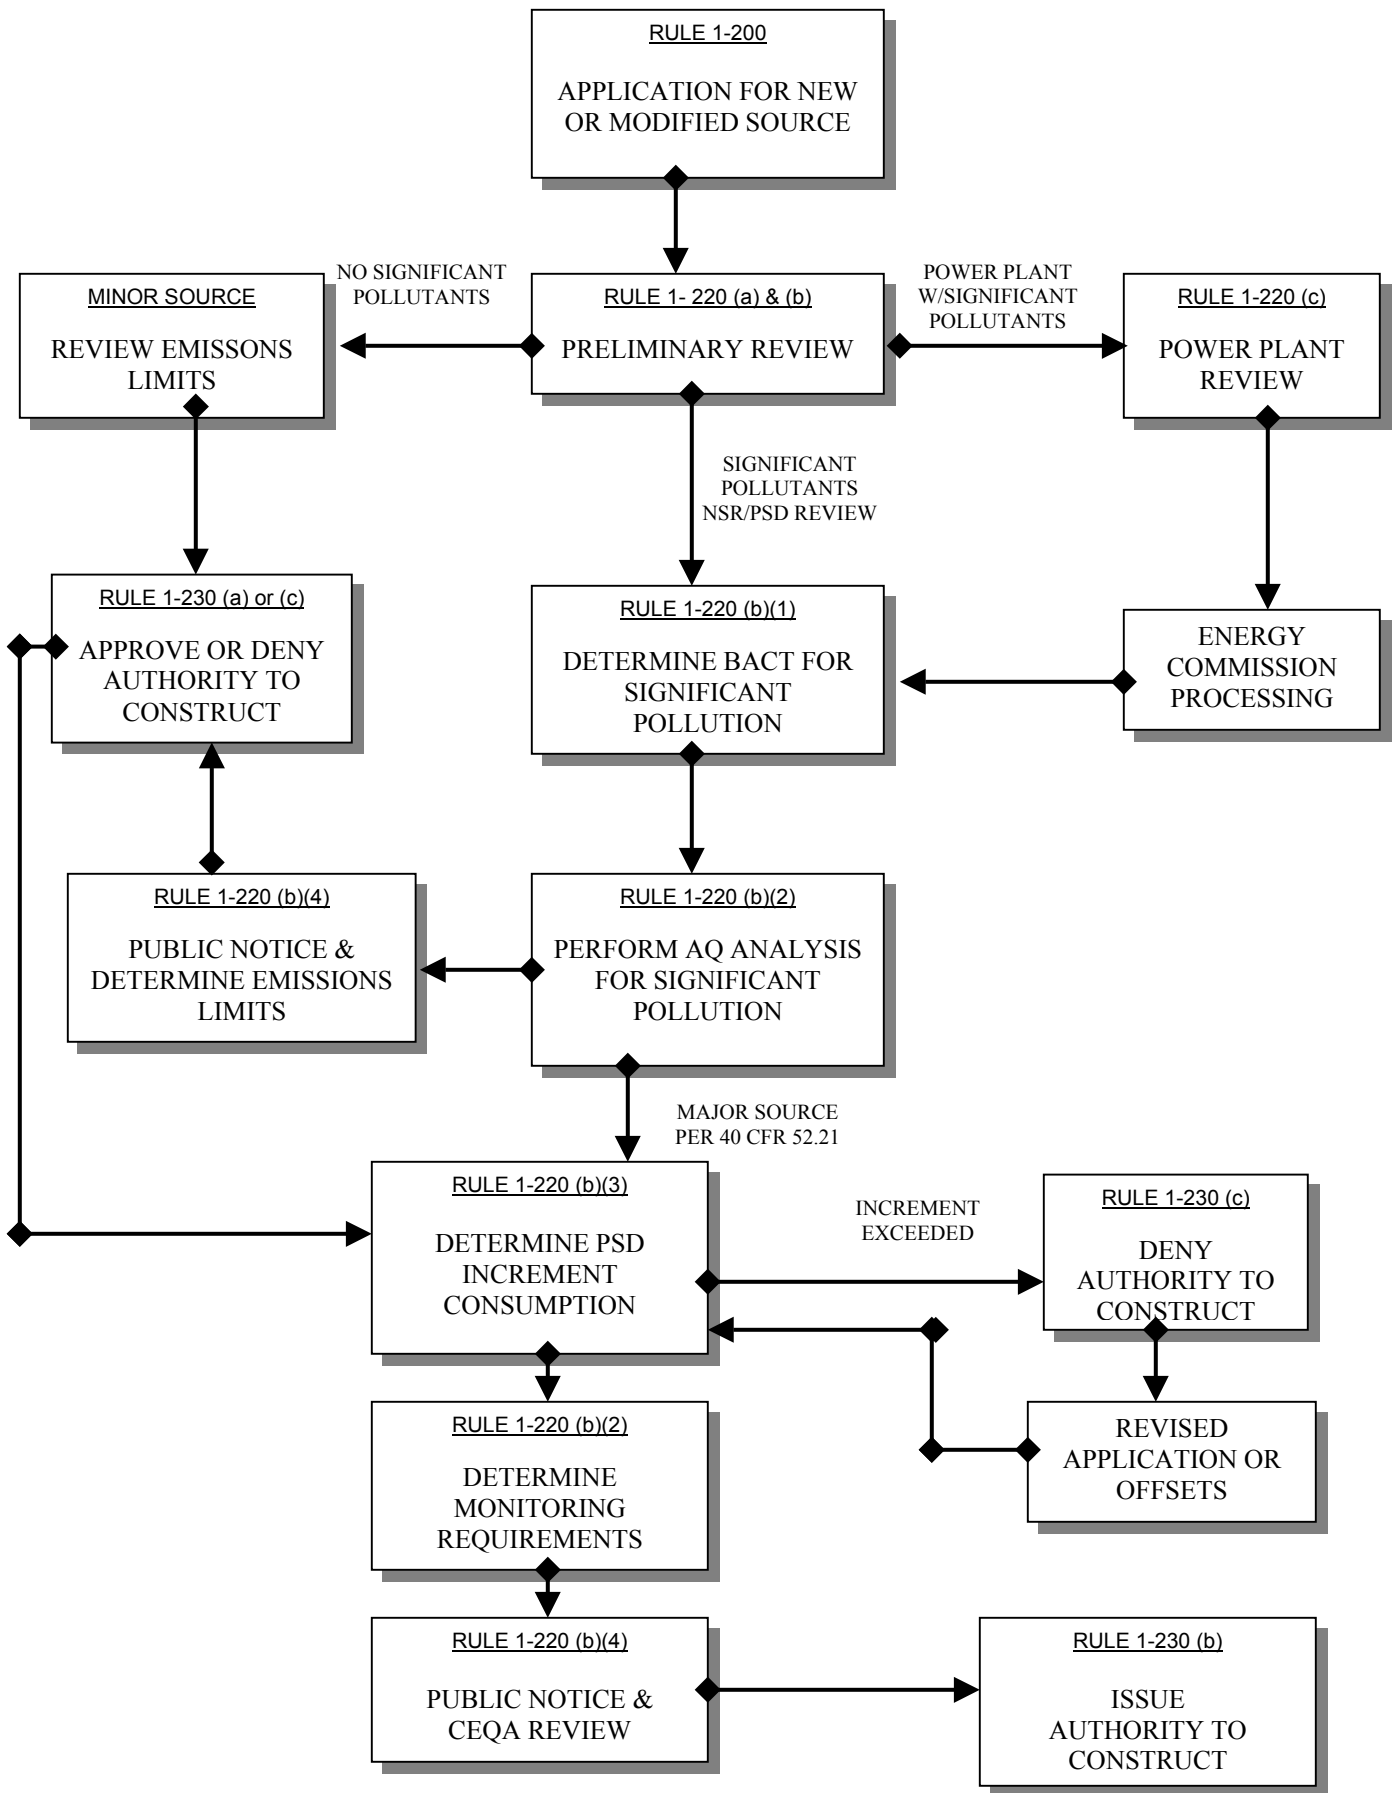 RULE 1-200
APPLICATION FOR NEW
OR MODIFIED SOURCE
NO SIGNIFICANT
POLLUTANTS
POWER PLANT
W/SIGNIFICANT
POLLUTANTS
MINOR SOURCE
REVIEW EMISSONS
LIMITS
RULE 1- 220 (a) & (b)
PRELIMINARY REVIEW
RULE 1-220 (c)
POWER PLANT
REVIEW
SIGNIFICANT
POLLUTANTS
NSR/PSD REVIEW
RULE 1-230 (a) or (c)
APPROVE OR DENY
AUTHORITY TO
CONSTRUCT
RULE 1-220 (b)(1)
DETERMINE BACT FOR
SIGNIFICANT
POLLUTION
ENERGY
COMMISSION
PROCESSING
RULE 1-220 (b)(4)
PUBLIC NOTICE &
DETERMINE EMISSIONS
LIMITS
RULE 1-220 (b)(2)
PERFORM AQ ANALYSIS
FOR SIGNIFICANT
POLLUTION
MAJOR SOURCE
PER 40 CFR 52.21
RULE 1-220 (b)(3)
DETERMINE PSD
INCREMENT
CONSUMPTION
INCREMENT
EXCEEDED
RULE 1-230 (c)
DENY
AUTHORITY TO
CONSTRUCT
RULE 1-220 (b)(2)
DETERMINE
MONITORING
REQUIREMENTS
REVISED
APPLICATION OR
OFFSETS
RULE 1-220 (b)(4)
PUBLIC NOTICE &
CEQA REVIEW
RULE 1-230 (b)
ISSUE
AUTHORITY TO
CONSTRUCT